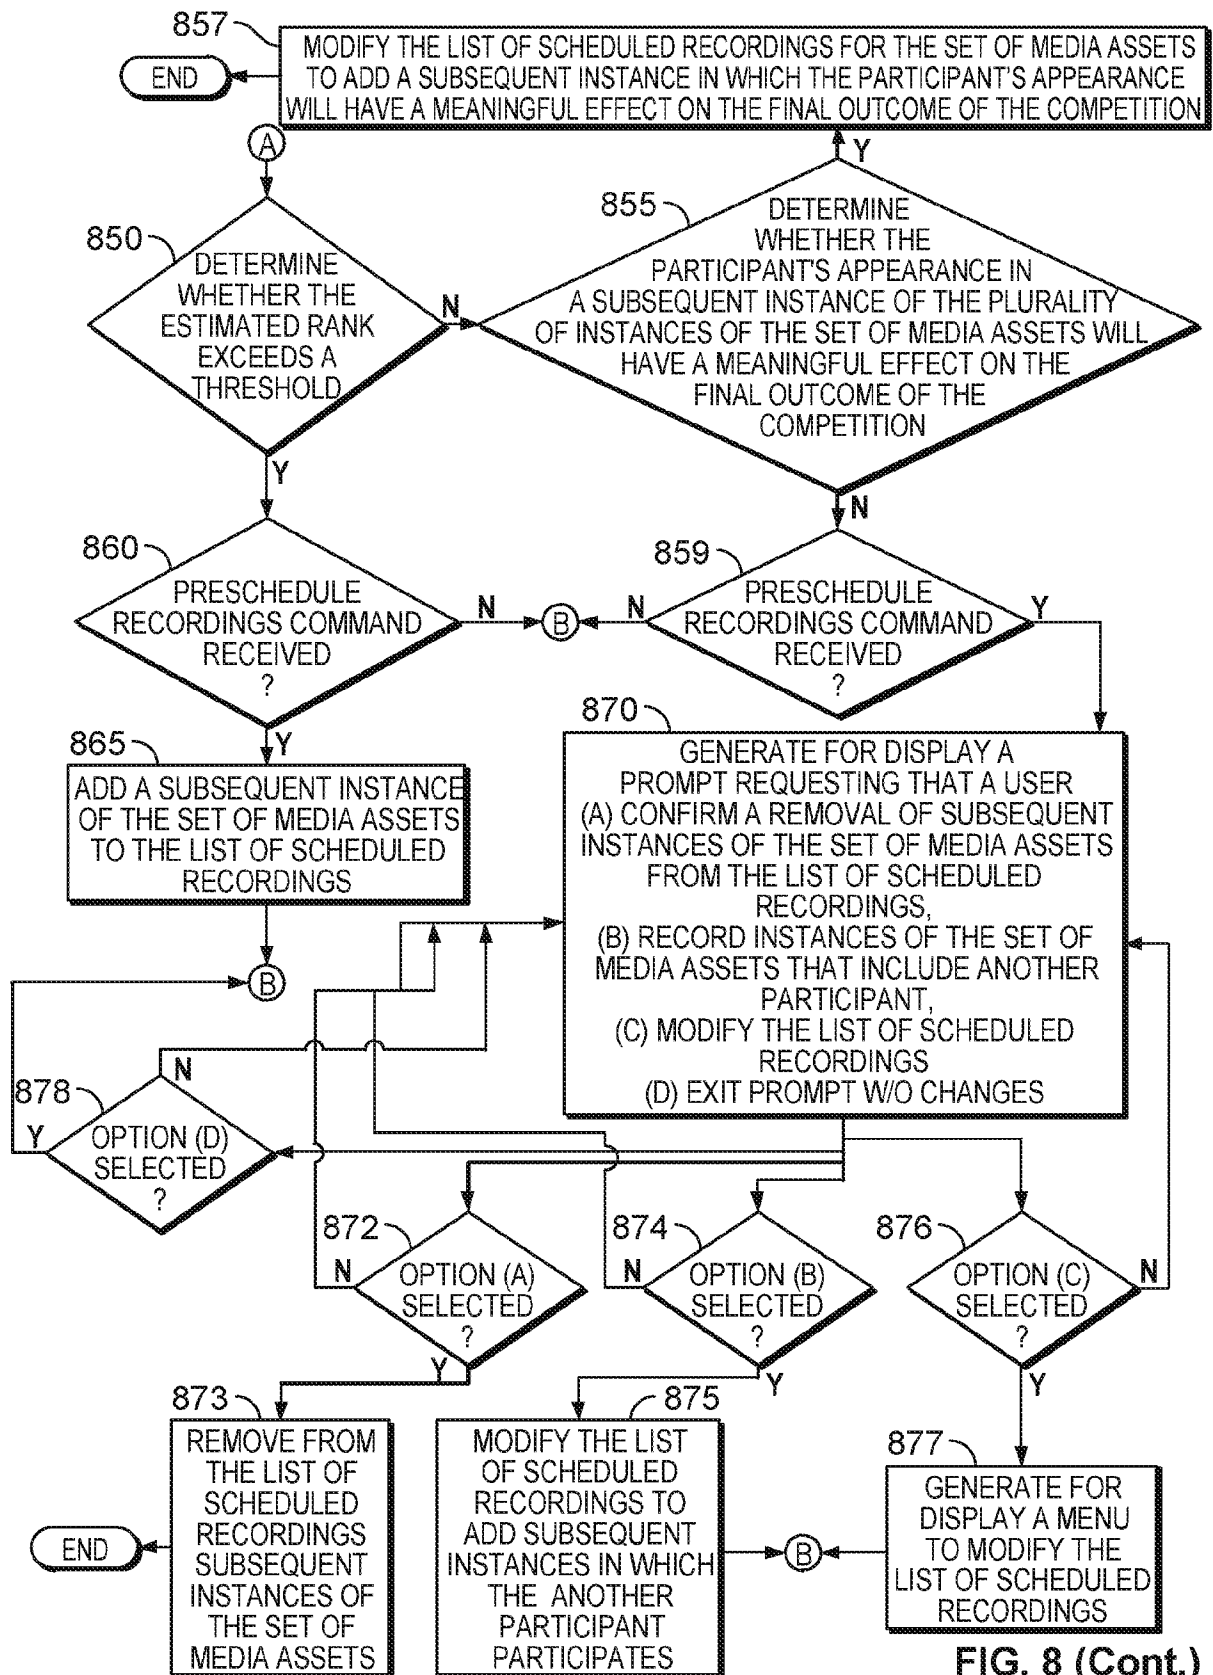 857
MODIFY THE LIST OF SCHEDULED RECORDINGS FOR THE SET OF MEDIA ASSETS
TO ADD A SUBSEQUENT INSTANCE IN WHICH THE PARTICIPANT'S APPEARANCE
WILL HAVE A MEANINGFUL EFFECT ON THE FINAL OUTCOME OF THE COMPETITION
END
A
Y
850
DETERMINE
WHETHER THE
ESTIMATED RANK
EXCEEDS A
THRESHOLD
N
Y
855
DETERMINE
WHETHER THE
PARTICIPANT'S APPEARANCE IN
A SUBSEQUENT INSTANCE OF THE PLURALITY
OF INSTANCES OF THE SET OF MEDIA ASSETS WILL
HAVE A MEANINGFUL EFFECT ON THE
FINAL OUTCOME OF THE
COMPETITION
N
860
PRESCHEDULE
RECORDINGS COMMAND
RECEIVED
?
N
B
Y
859
PRESCHEDULE
RECORDINGS COMMAND
RECEIVED
?
N
Y
865
ADD A SUBSEQUENT INSTANCE
OF THE SET OF MEDIA ASSETS
TO THE LIST OF SCHEDULED
RECORDINGS
B
870
GENERATE FOR DISPLAY A
PROMPT REQUESTING THAT A USER
(A) CONFIRM A REMOVAL OF SUBSEQUENT
INSTANCES OF THE SET OF MEDIA ASSETS
FROM THE LIST OF SCHEDULED
RECORDINGS,
(B) RECORD INSTANCES OF THE SET OF
MEDIA ASSETS THAT INCLUDE ANOTHER
PARTICIPANT,
(C) MODIFY THE LIST OF SCHEDULED
RECORDINGS
(D) EXIT PROMPT W/O CHANGES
878
N
Y
OPTION (D)
SELECTED
?
872
N
OPTION (A)
SELECTED
?
Y
874
N
OPTION (B)
SELECTED
?
Y
876
OPTION (C)
SELECTED
?
N
Y
873
REMOVE FROM
THE LIST OF
SCHEDULED
RECORDINGS
SUBSEQUENT
INSTANCES OF
THE SET OF
MEDIA ASSETS
END
875
MODIFY THE LIST
OF SCHEDULED
RECORDINGS TO
ADD SUBSEQUENT
INSTANCES IN WHICH
THE ANOTHER
PARTICIPANT
PARTICIPATES
B
877
GENERATE FOR
DISPLAY A MENU
TO MODIFY THE
LIST OF SCHEDULED
RECORDINGS
FIG. 8 (Cont.)